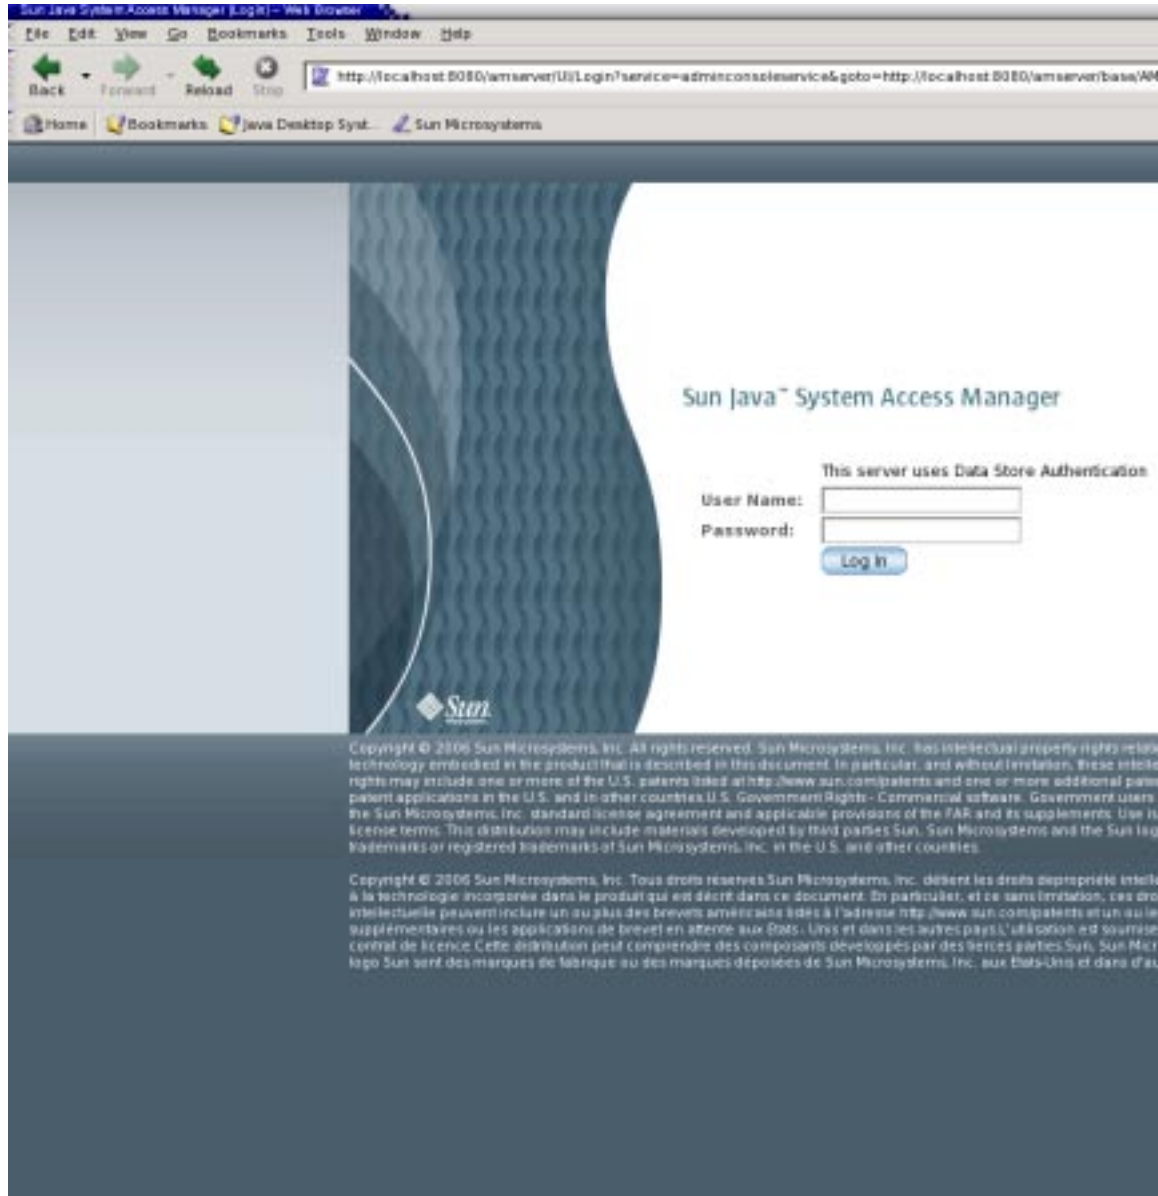 Sun Java System Access Manager (Login) - Web Browser
File Edit View Go Bookmarks Tools Window Help
Back Forward Reload Stop
http://localhost:8080/amserver/UI/Login?service=adminconsoleservice&goto=http://localhost:8080/amserver/base/AM
Home Bookmarks Java Desktop Syst... Sun Microsystems
Sun Java™ System Access Manager
This server uses Data Store Authentication
User Name:
Password:
Log In
Sun
Copyright © 2006 Sun Microsystems, Inc. All rights reserved. Sun Microsystems, Inc. has intellectual property rights relat
technology embodied in the product that is described in this document. In particular, and without limitation, these intelle
rights may include one or more of the U.S. patents listed at http://www.sun.com/patents and one or more additional pate
patent applications in the U.S. and in other countries.U.S. Government Rights - Commercial software. Government users
the Sun Microsystems, Inc. standard license agreement and applicable provisions of the FAR and its supplements. Use is
license terms. This distribution may include materials developed by third parties.Sun, Sun Microsystems and the Sun log
trademarks or registered trademarks of Sun Microsystems, Inc. in the U.S. and other countries.
Copyright © 2006 Sun Microsystems, Inc. Tous droits réservés.Sun Microsystems, Inc. détient les droits depropriété intelle
à la technologie incorporée dans le produit qui est décrit dans ce document. En particulier, et ce sans limitation, ces dro
intellectuelle peuvent inclure un ou plus des brevets américains listés à l'adresse http://www.sun.com/patents et un ou le
supplémentaires ou les applications de brevet en attente aux Etats - Unis et dans les autres pays.L'utilisation est soumise
contrat de licence.Cette distribution peut comprendre des composants développés par des tierces parties.Sun, Sun Micr
logo Sun sont des marques de fabrique ou des marques déposées de Sun Microsystems, Inc. aux Etats-Unis et dans d'au